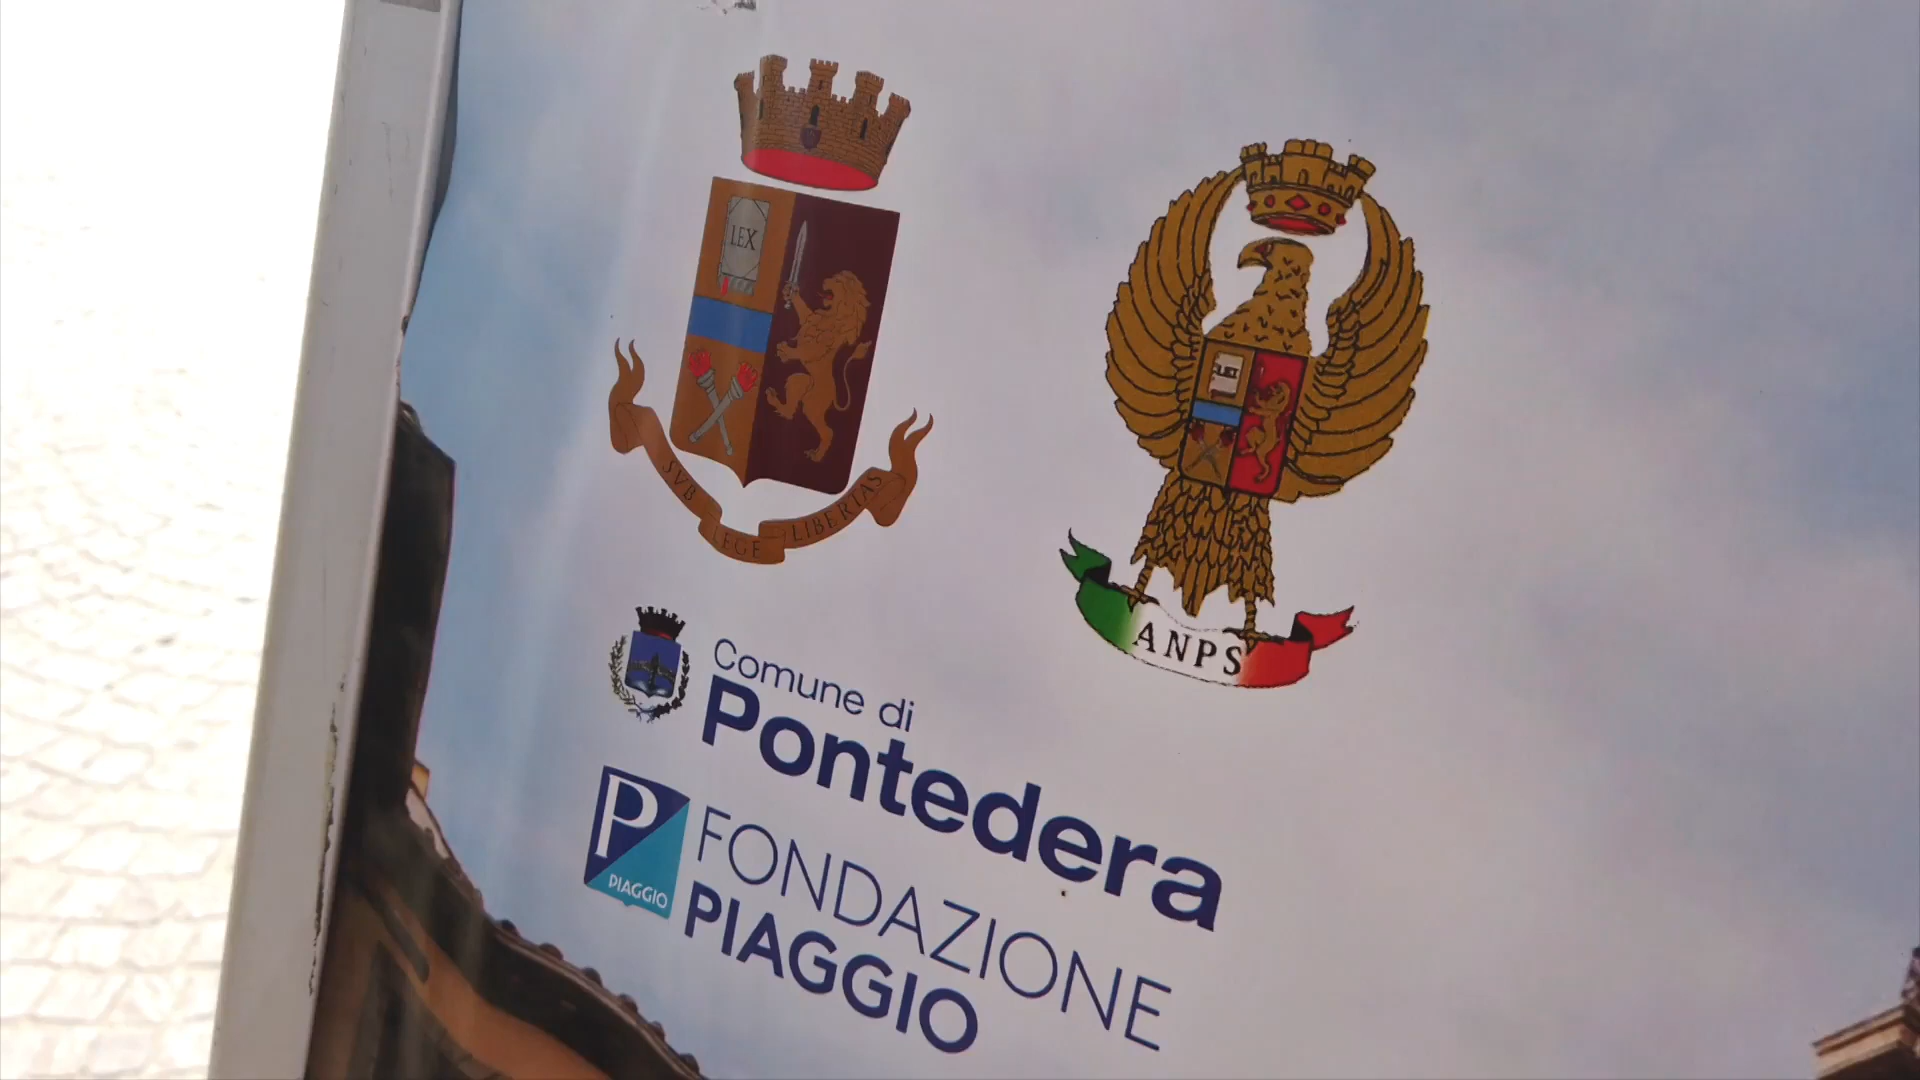 LEX
SVB LEGE LIBERTAS
LEX
ANPS
Comune di
Pontedera
P
PIAGGIO
FONDAZIONE
PIAGGIO